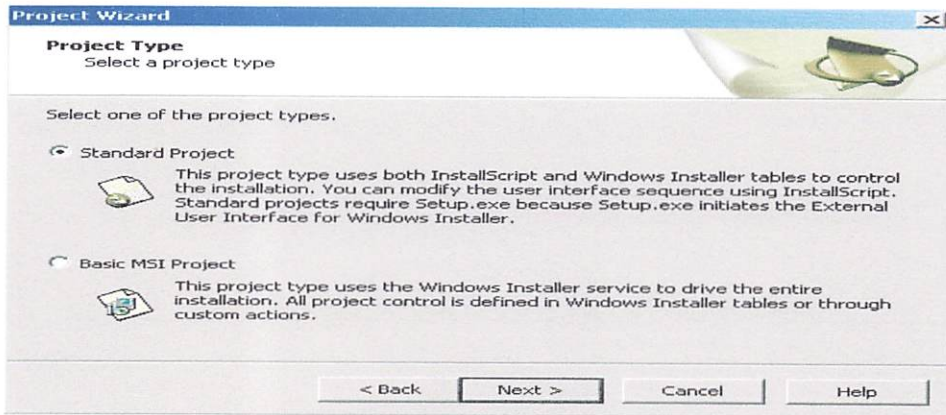 Project Wizard
Project Type
Select a project type
Select one of the project types.
Standard Project
This project type uses both InstallScript and Windows Installer tables to control
the installation. You can modify the user interface sequence using InstallScript.
Standard projects require Setup.exe because Setup.exe initiates the External
User Interface for Windows Installer.
Basic MSI Project
This project type uses the Windows Installer service to drive the entire
installation. All project control is defined in Windows Installer tables or through
custom actions.
< Back
Next >
Cancel
Help